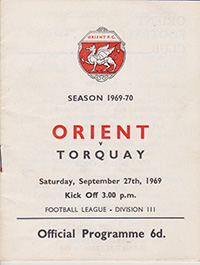 ORIENT F.C.
SEASON 1969-70
ORIENT
v
TORQUAY
Saturday, September 27th, 1969
Kick Off 3.00 p.m.
FOOTBALL LEAGUE - DIVISION III
Official Programme 6d.